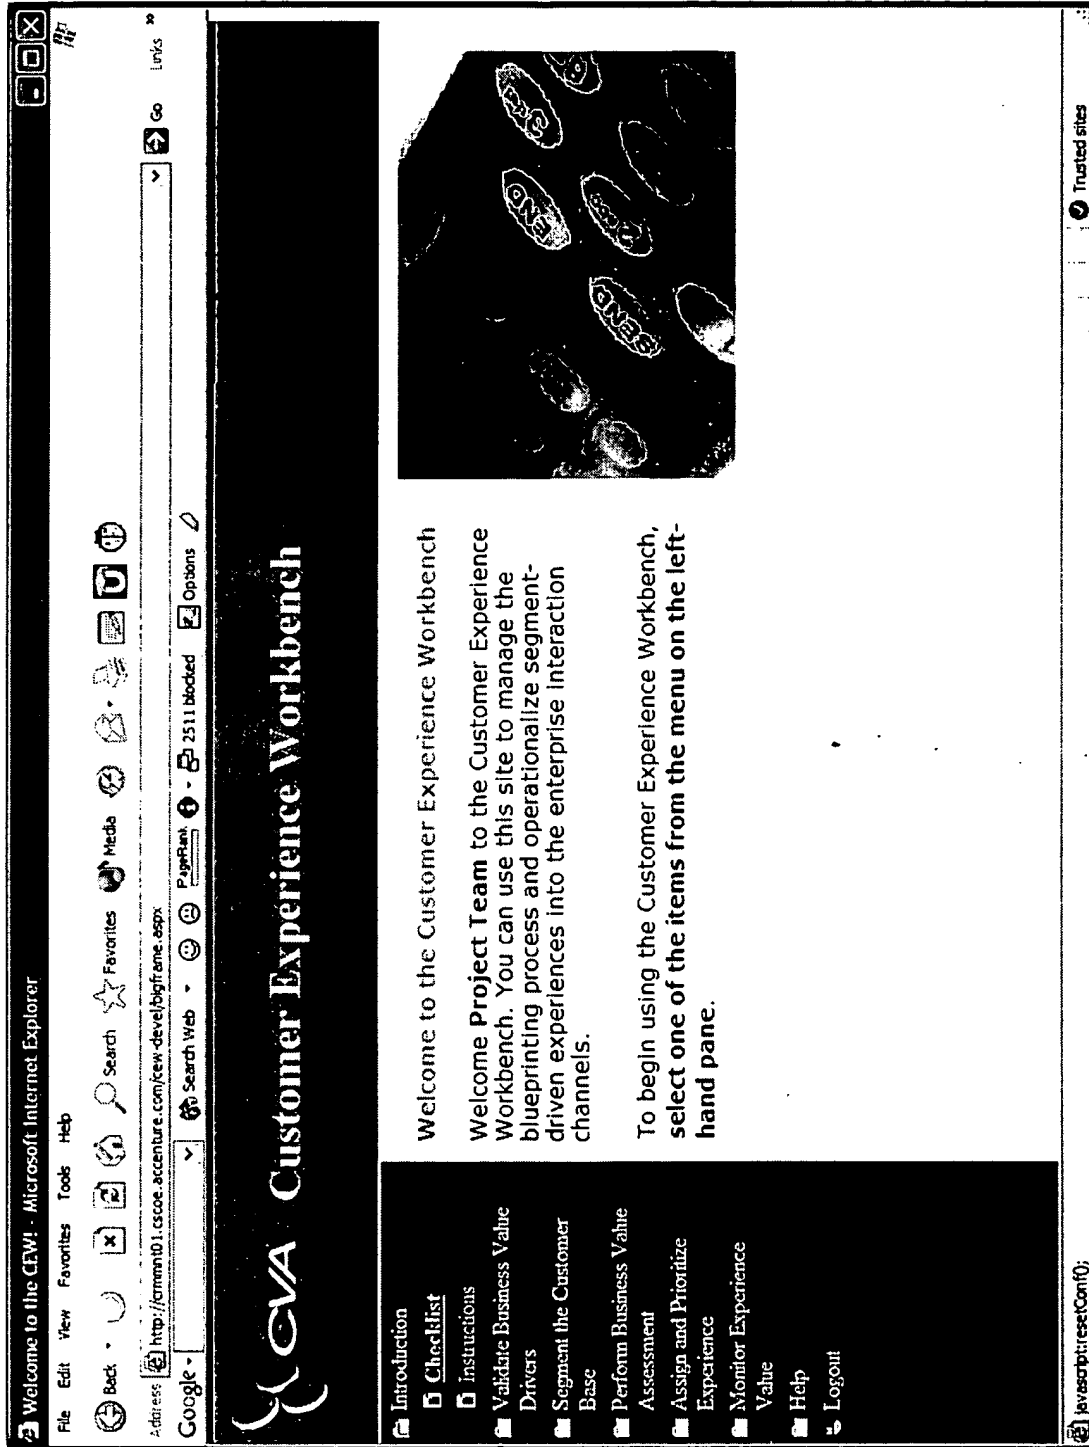 Welcome to the CEW! - Microsoft Internet Explorer
File Edit View Favorites Tools Help
Back Search Favorites Media
Address http://crmmnt01.cscoe.accenture.com/cew-devel/bigframe.aspx Go Links »
Google Search Web PageRank 2511 blocked Options
CVA Customer Experience Workbench
Introduction
Checklist
Instructions
Validate Business Value
Drivers
Segment the Customer
Base
Perform Business Value
Assessment
Assign and Prioritize
Experience
Monitor Experience
Value
Help
Logout
Welcome to the Customer Experience Workbench
Welcome Project Team to the Customer Experience
Workbench. You can use this site to manage the
blueprinting process and operationalize segment-
driven experiences into the enterprise interaction
channels.
To begin using the Customer Experience Workbench,
select one of the items from the menu on the left-
hand pane.
SEND
ONE
javascript:resetConf(); Trusted sites